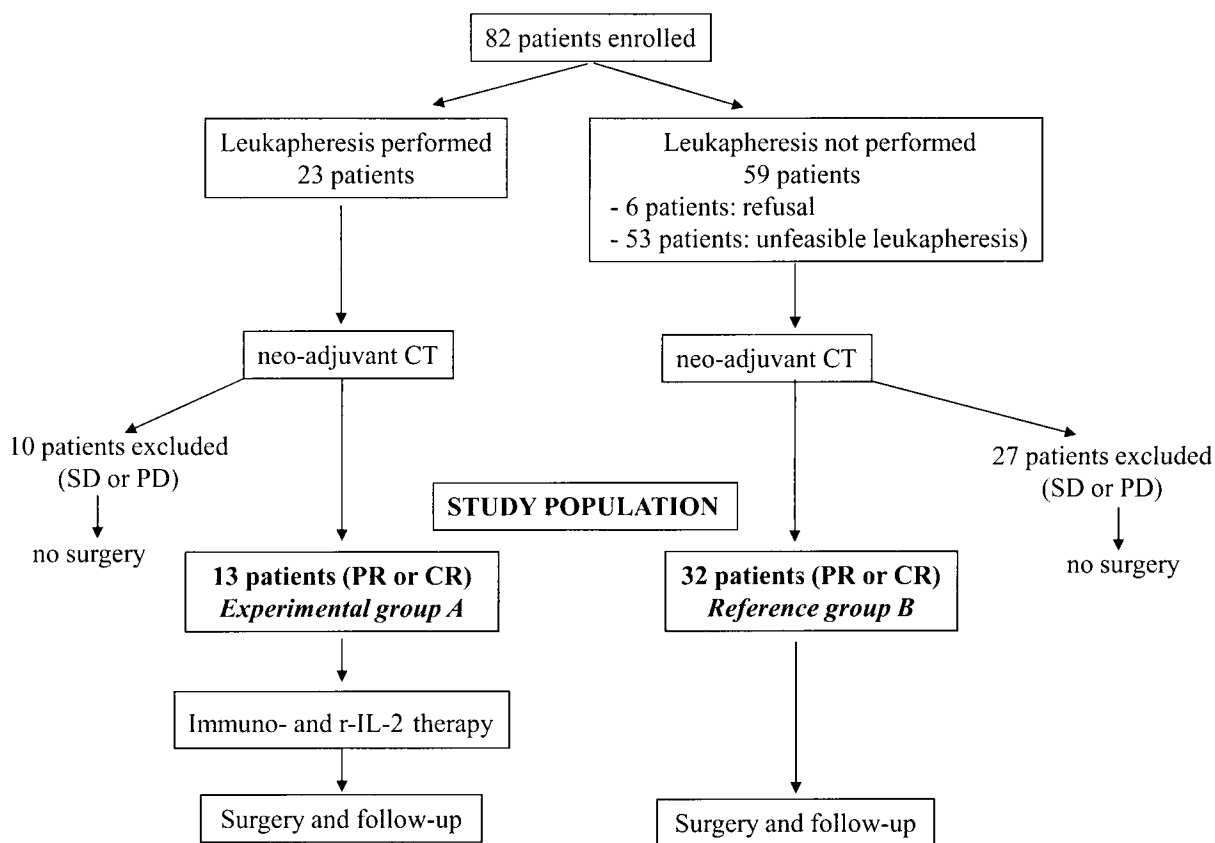 82 patients enrolled
Leukapheresis performed
23 patients
Leukapheresis not performed
59 patients
- 6 patients: refusal
- 53 patients: unfeasible leukapheresis)
neo-adjuvant CT
neo-adjuvant CT
10 patients excluded
(SD or PD)
no surgery
27 patients excluded
(SD or PD)
no surgery
STUDY POPULATION
13 patients (PR or CR)
Experimental group A
32 patients (PR or CR)
Reference group B
Immuno- and r-IL-2 therapy
Surgery and follow-up
Surgery and follow-up